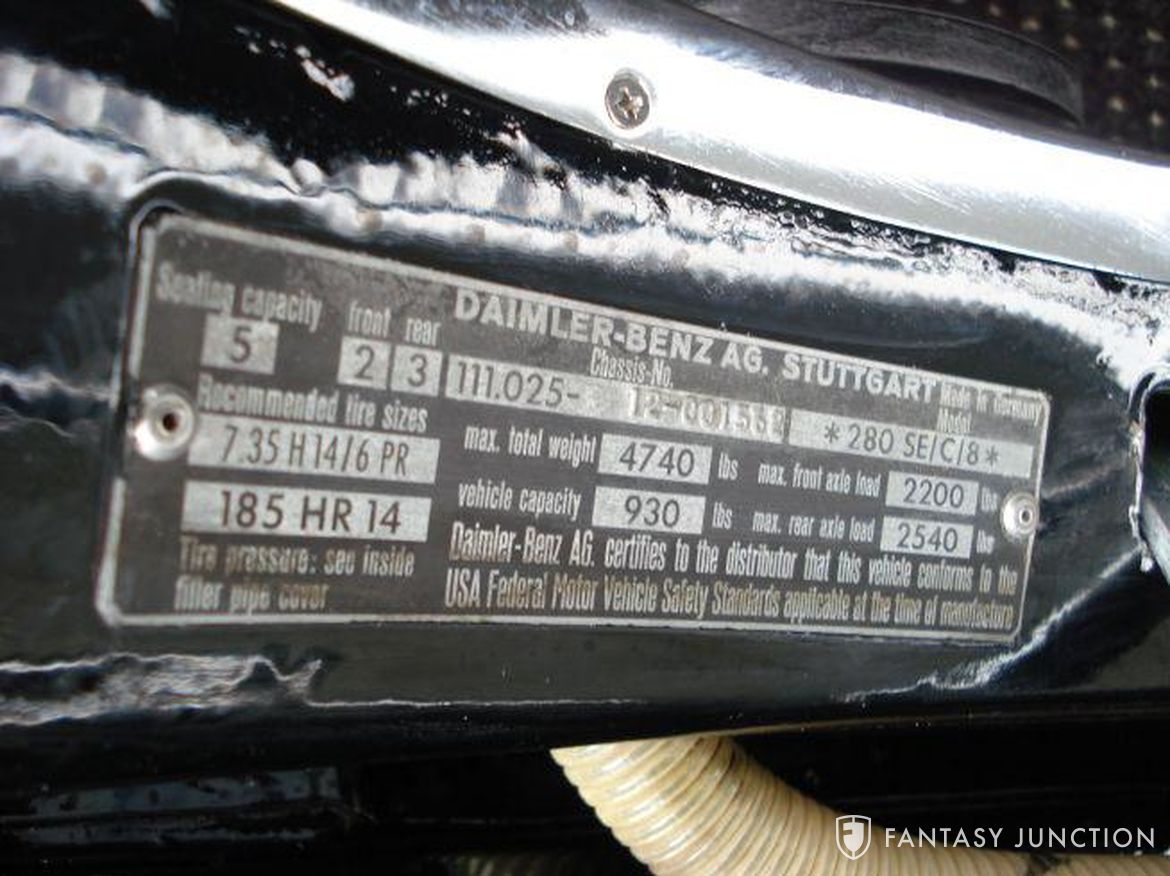 DAIMLER-BENZ AG. STUTTGART Made in Germany
Seating capacity front rear Chassis-No. Model
5 2 3 111.025- 12-001562 *280 SE/C/8*
Recommended tire sizes
7.35 H 14/6 PR
185 HR 14
Tire pressure: see inside
filler pipe cover
max. total weight 4740 lbs max. front axle load 2200 lbs
vehicle capacity 930 lbs max. rear axle load 2540 lbs
Daimler-Benz AG. certifies to the distributor that this vehicle conforms to the
USA Federal Motor Vehicle Safety Standards applicable at the time of manufacture
FANTASY JUNCTION